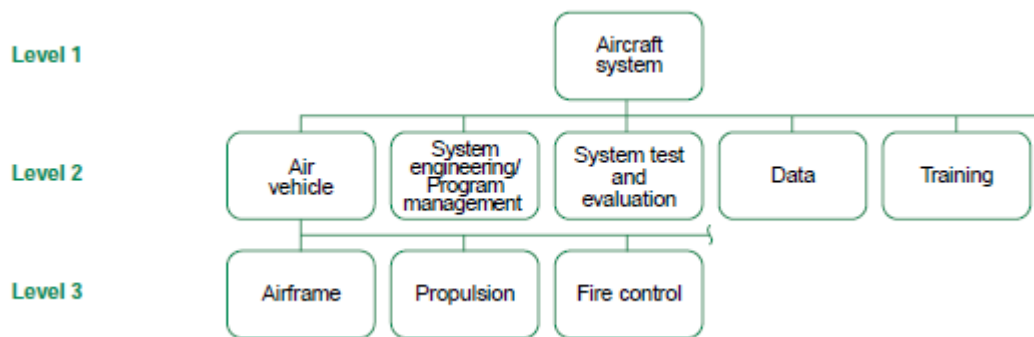 Level 1
Aircraft
system
Level 2
Air
vehicle
System
engineering/
Program
management
System test
and
evaluation
Data
Training
Level 3
Airframe
Propulsion
Fire control